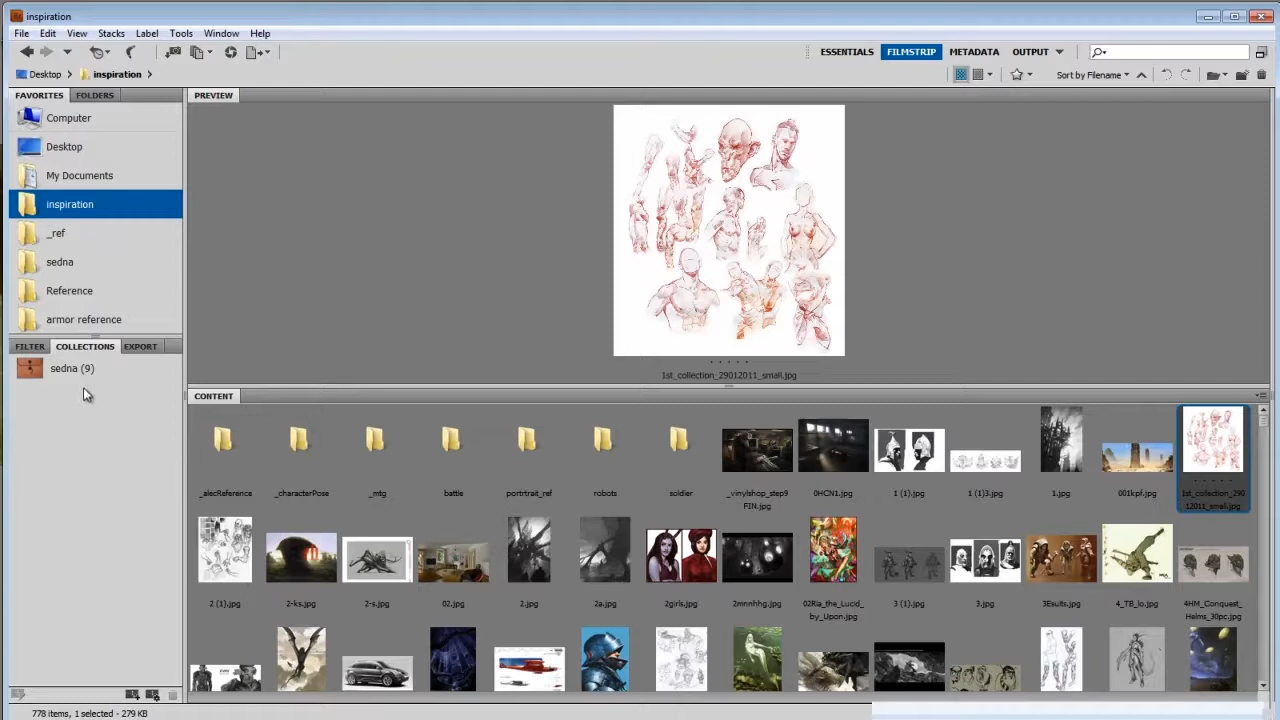 inspiration
File Edit View Stacks Label Tools Window Help
ESSENTIALS FILMSTRIP METADATA OUTPUT
Desktop inspiration
Sort by Filename
FAVORITES FOLDERS
PREVIEW
Computer
Desktop
My Documents
inspiration
_ref
sedna
Reference
armor reference
FILTER COLLECTIONS EXPORT
sedna (9)
1st_collection_29012011_small.jpg
CONTENT
_alecReference
_characterPose
_mtg
battle
portrtrait_ref
robots
soldier
_vinylshop_step9
FIN.jpg
0HCN1.jpg
1 (1).jpg
1 (1)3.jpg
1.jpg
001kpf.jpg
1st_collection_290
12011_small.jpg
2 (1).jpg
2-ks.jpg
2-s.jpg
02.jpg
2.jpg
2a.jpg
2girls.jpg
2mnnhhg.jpg
02Ria_the_Lucid_
by_Upon.jpg
3 (1).jpg
3.jpg
3Esuits.jpg
4_TB_lo.jpg
4HM_Conquest_
Helms_30pc.jpg
778 items, 1 selected - 279 KB